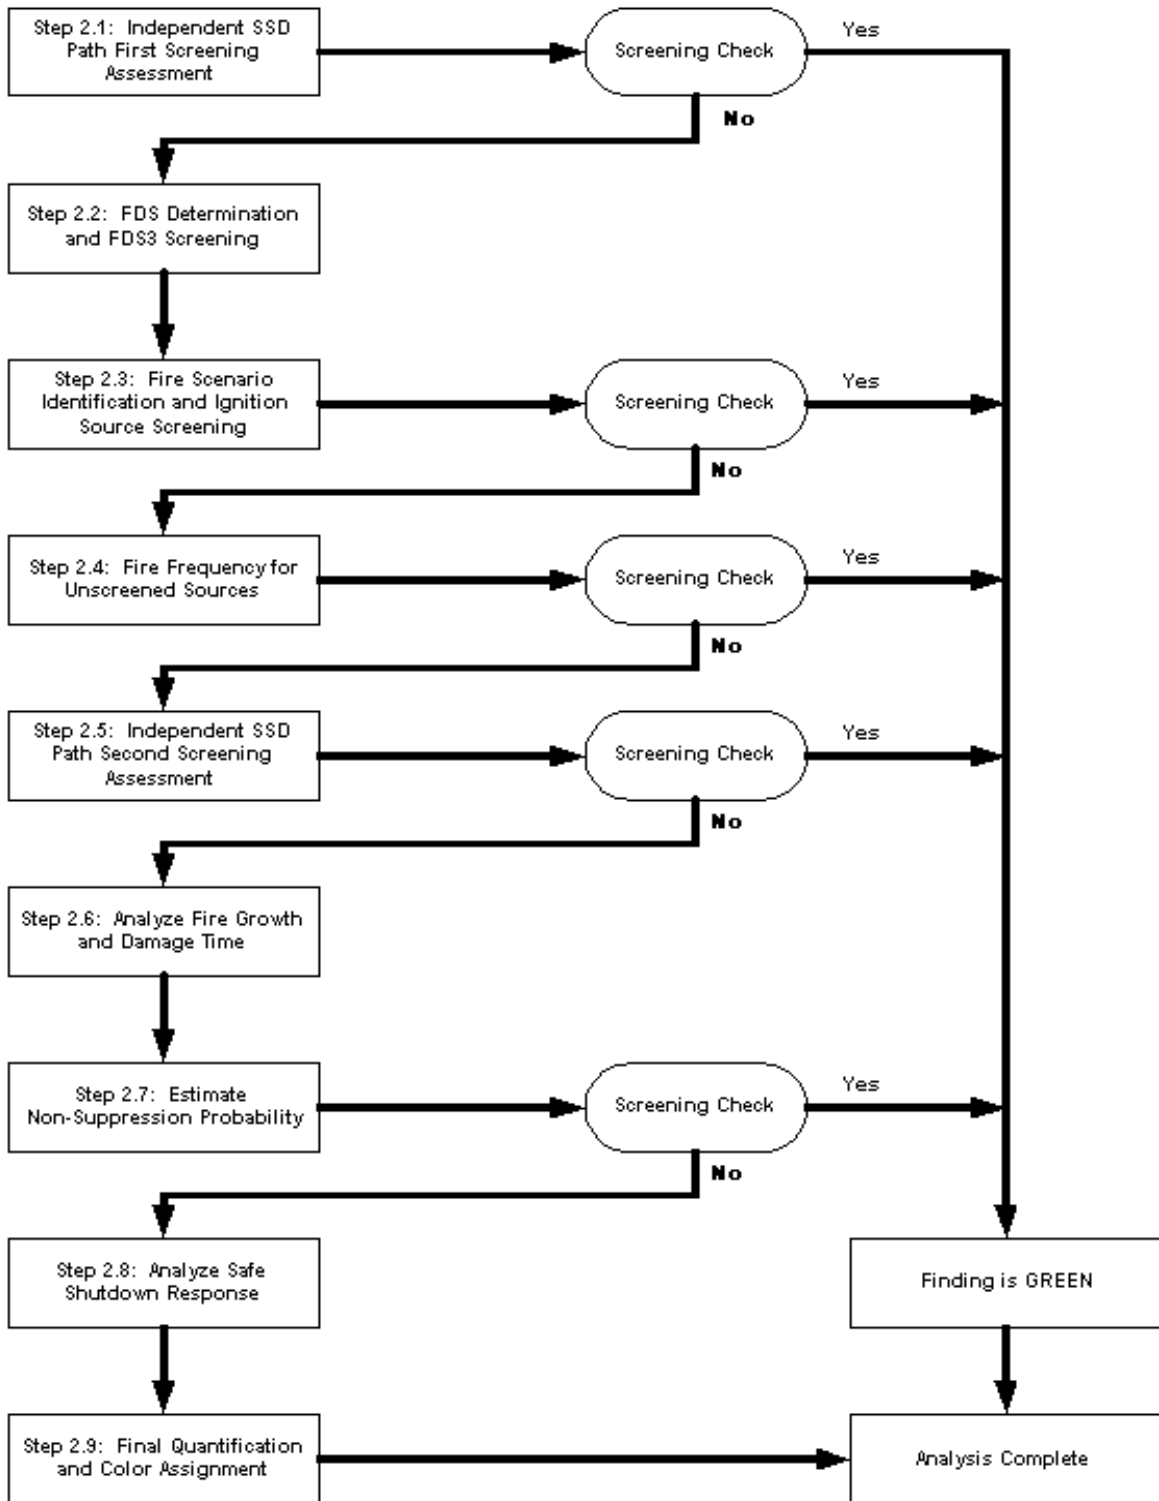 Step 2.1: Independent SSD
Path First Screening
Assessment
Screening Check
Yes
No
Step 2.2: FDS Determination
and FDS3 Screening
Step 2.3: Fire Scenario
Identification and Ignition
Source Screening
Screening Check
Yes
No
Step 2.4: Fire Frequency for
Unscreened Sources
Screening Check
Yes
No
Step 2.5: Independent SSD
Path Second Screening
Assessment
Screening Check
Yes
No
Step 2.6: Analyze Fire Growth
and Damage Time
Step 2.7: Estimate
Non-Suppression Probability
Screening Check
Yes
No
Step 2.8: Analyze Safe
Shutdown Response
Finding is GREEN
Step 2.9: Final Quantification
and Color Assignment
Analysis Complete